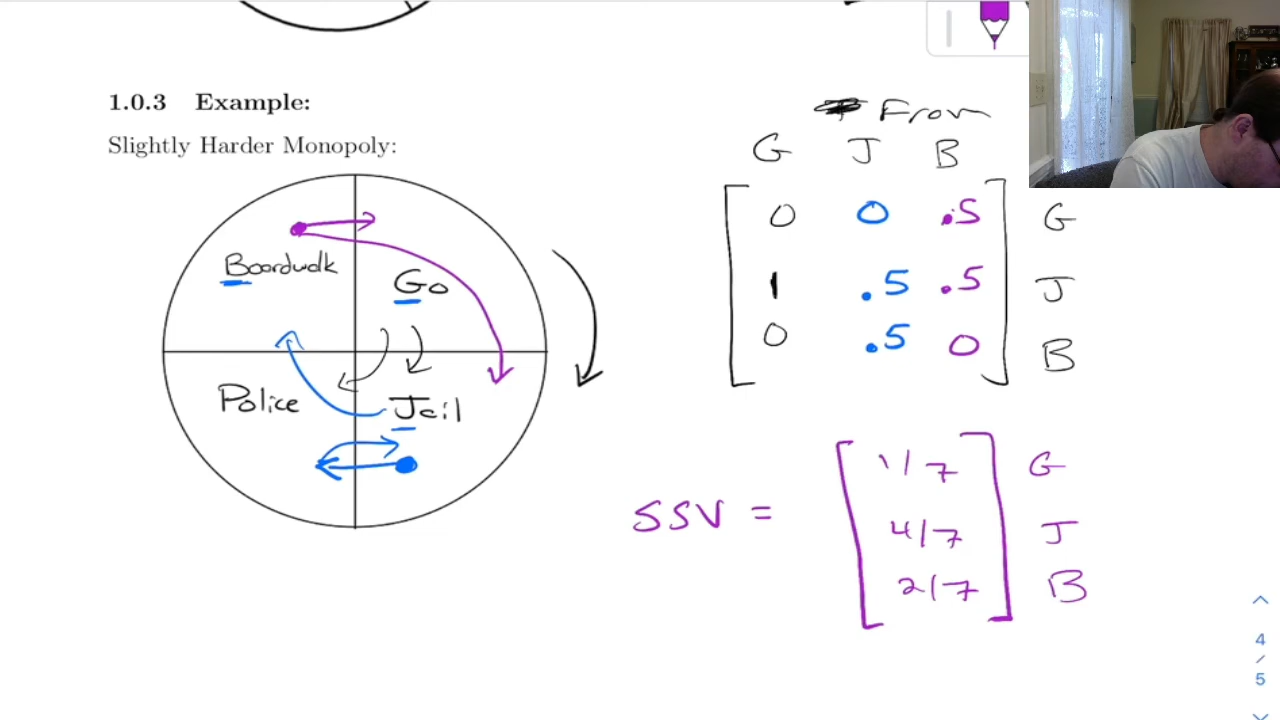 1.0.3 Example:
Slightly Harder Monopoly:
Boardwalk
Go
Police
Jail
From
G J B
0 0 .5 G
1 .5 .5 J
0 .5 0 B
SSV =
1/7 G
4/7 J
2/7 B
4
/
5